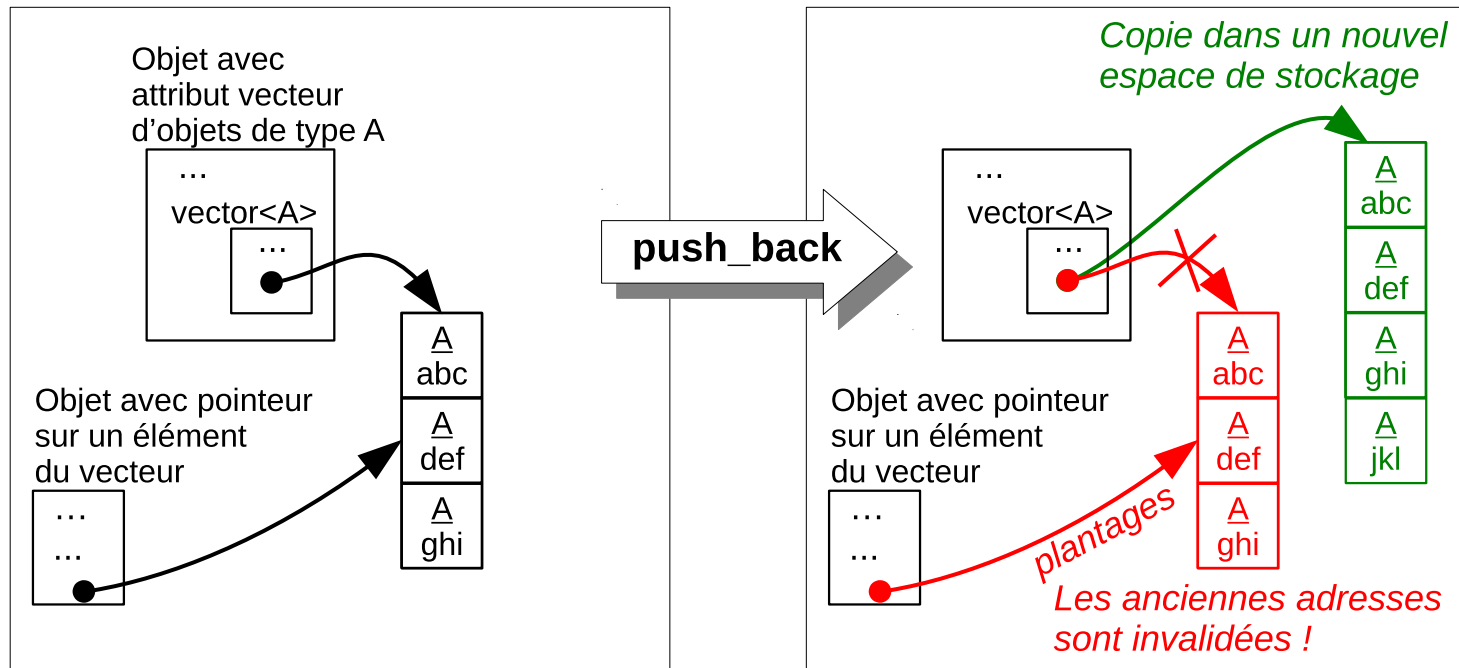 Objet avec
attribut vecteur
d’objets de type A
...
vector<A>
...
A
abc
A
def
A
ghi
Objet avec pointeur
sur un élément
du vecteur
...
...
push_back
Copie dans un nouvel
espace de stockage
...
vector<A>
...
A
abc
A
def
A
ghi
A
jkl
A
abc
A
def
A
ghi
Objet avec pointeur
sur un élément
du vecteur
...
...
plantages
Les anciennes adresses
sont invalidées !